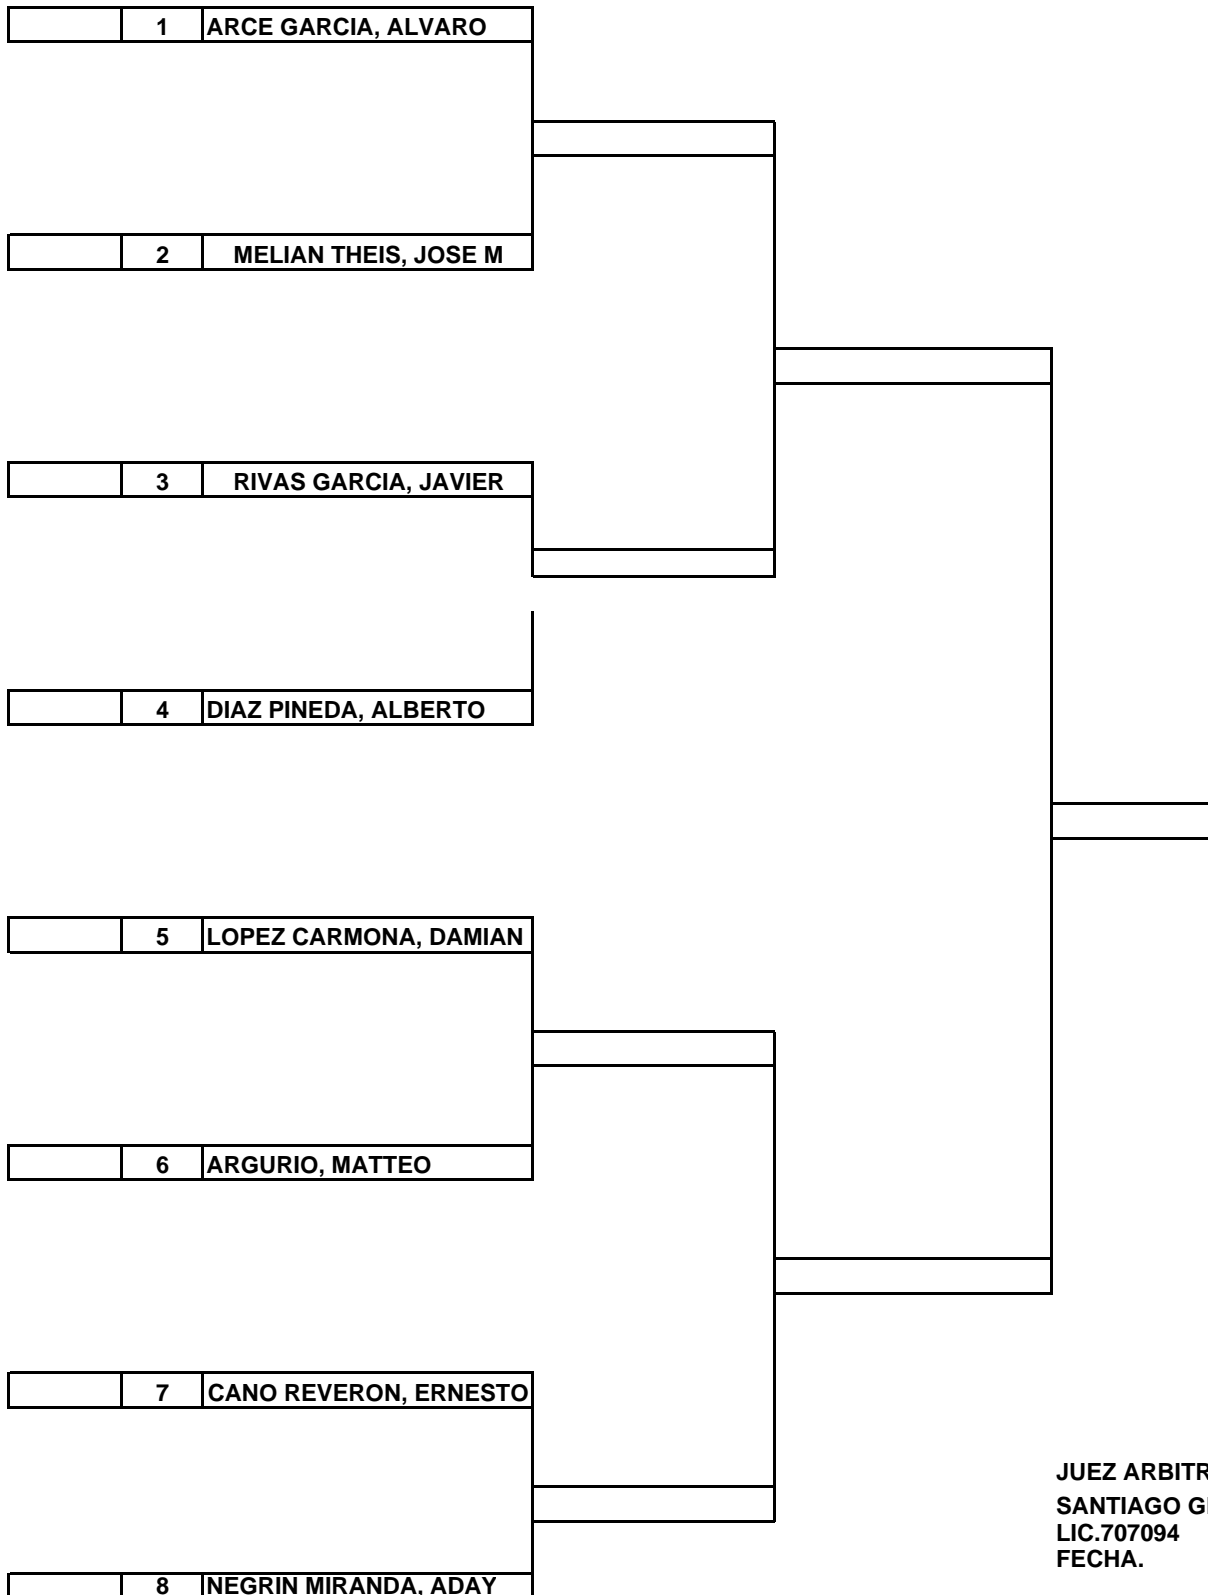 1 ARCE GARCIA, ALVARO
2 MELIAN THEIS, JOSE M
3 RIVAS GARCIA, JAVIER
4 DIAZ PINEDA, ALBERTO
5 LOPEZ CARMONA, DAMIAN
6 ARGURIO, MATTEO
7 CANO REVERON, ERNESTO
8 NEGRIN MIRANDA, ADAY
JUEZ
SANTIAGO
LIC.707094
FECHA.